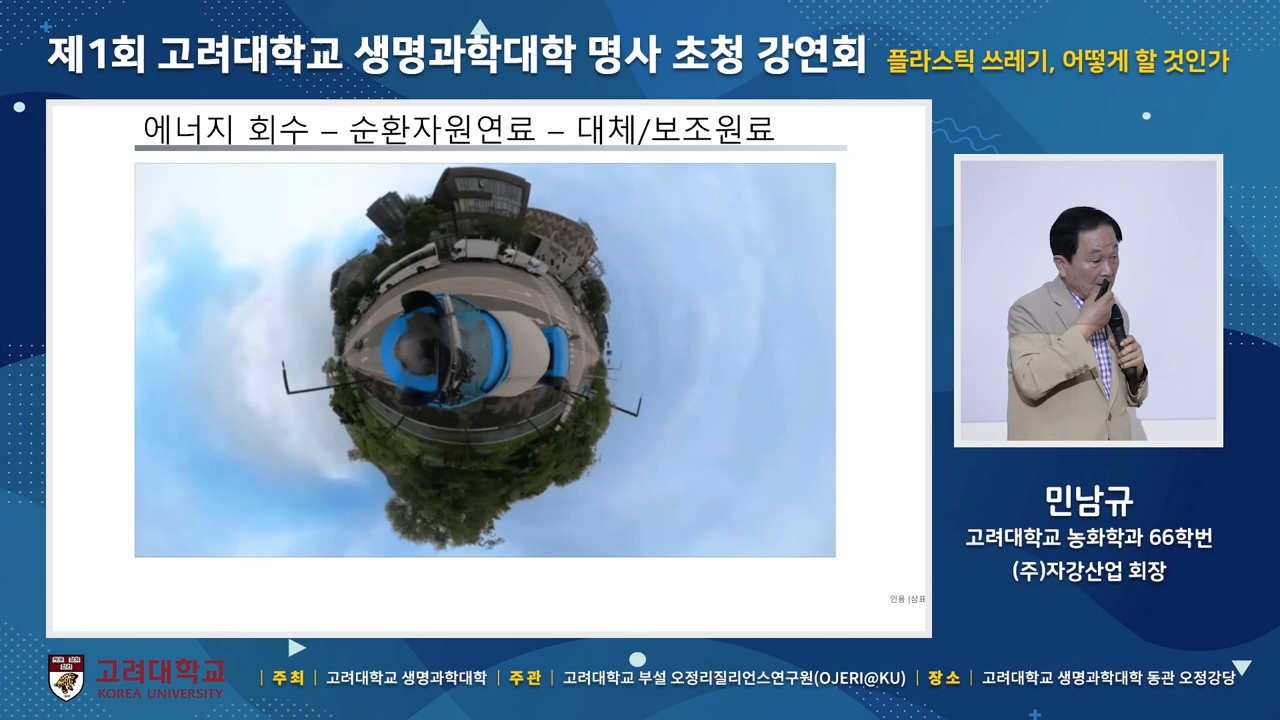 제1회 고려대학교 생명과학대학 명사 초청 강연회 플라스틱 쓰레기, 어떻게 할 것인가
에너지 회수 – 순환자원연료 – 대체/보조원료
인용 [삼표
민남규
고려대학교 농화학과 66학번
(주)자강산업 회장
고려대학교
KOREA UNIVERSITY
| 주최 | 고려대학교 생명과학대학 | 주관 | 고려대학교 부설 오정리질리언스연구원(OJERI@KU) | 장소 | 고려대학교 생명과학대학 동관 오정강당